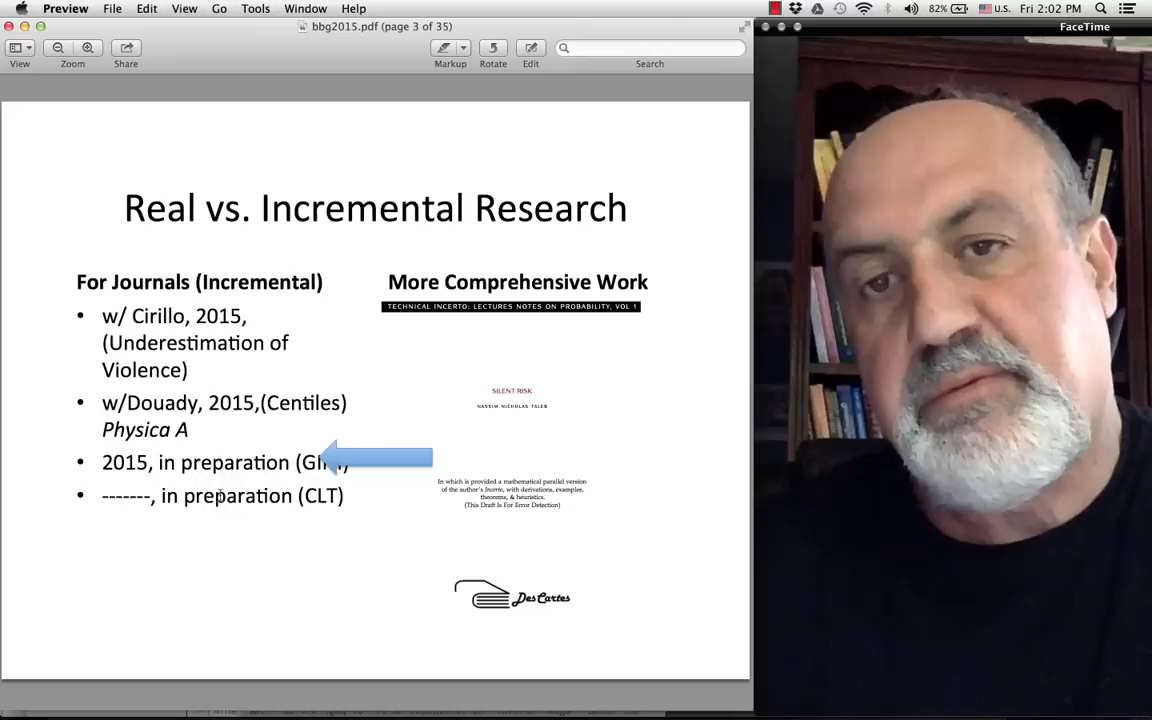 Preview File Edit View Go Tools Window Help
82% U.S. Fri 2:02 PM
bbg2015.pdf (page 3 of 35)
FaceTime
View Zoom Share Markup Rotate Edit Search
Search
Real vs. Incremental Research
For Journals (Incremental)
• w/ Cirillo, 2015,
(Underestimation of
Violence)
• w/Douady, 2015,(Centiles)
Physica A
• 2015, in preparation
• -------, in preparation (CLT)
More Comprehensive Work
TECHNICAL INCERTO: LECTURES NOTES ON PROBABILITY, VOL 1
SILENT RISK
NASSIM NICHOLAS TALEB
In which is provided a mathematical parallel version
of the author's Incerto, with derivations, examples,
theorems, & heuristics.
(This Draft Is For Error Detection)
DesCartes